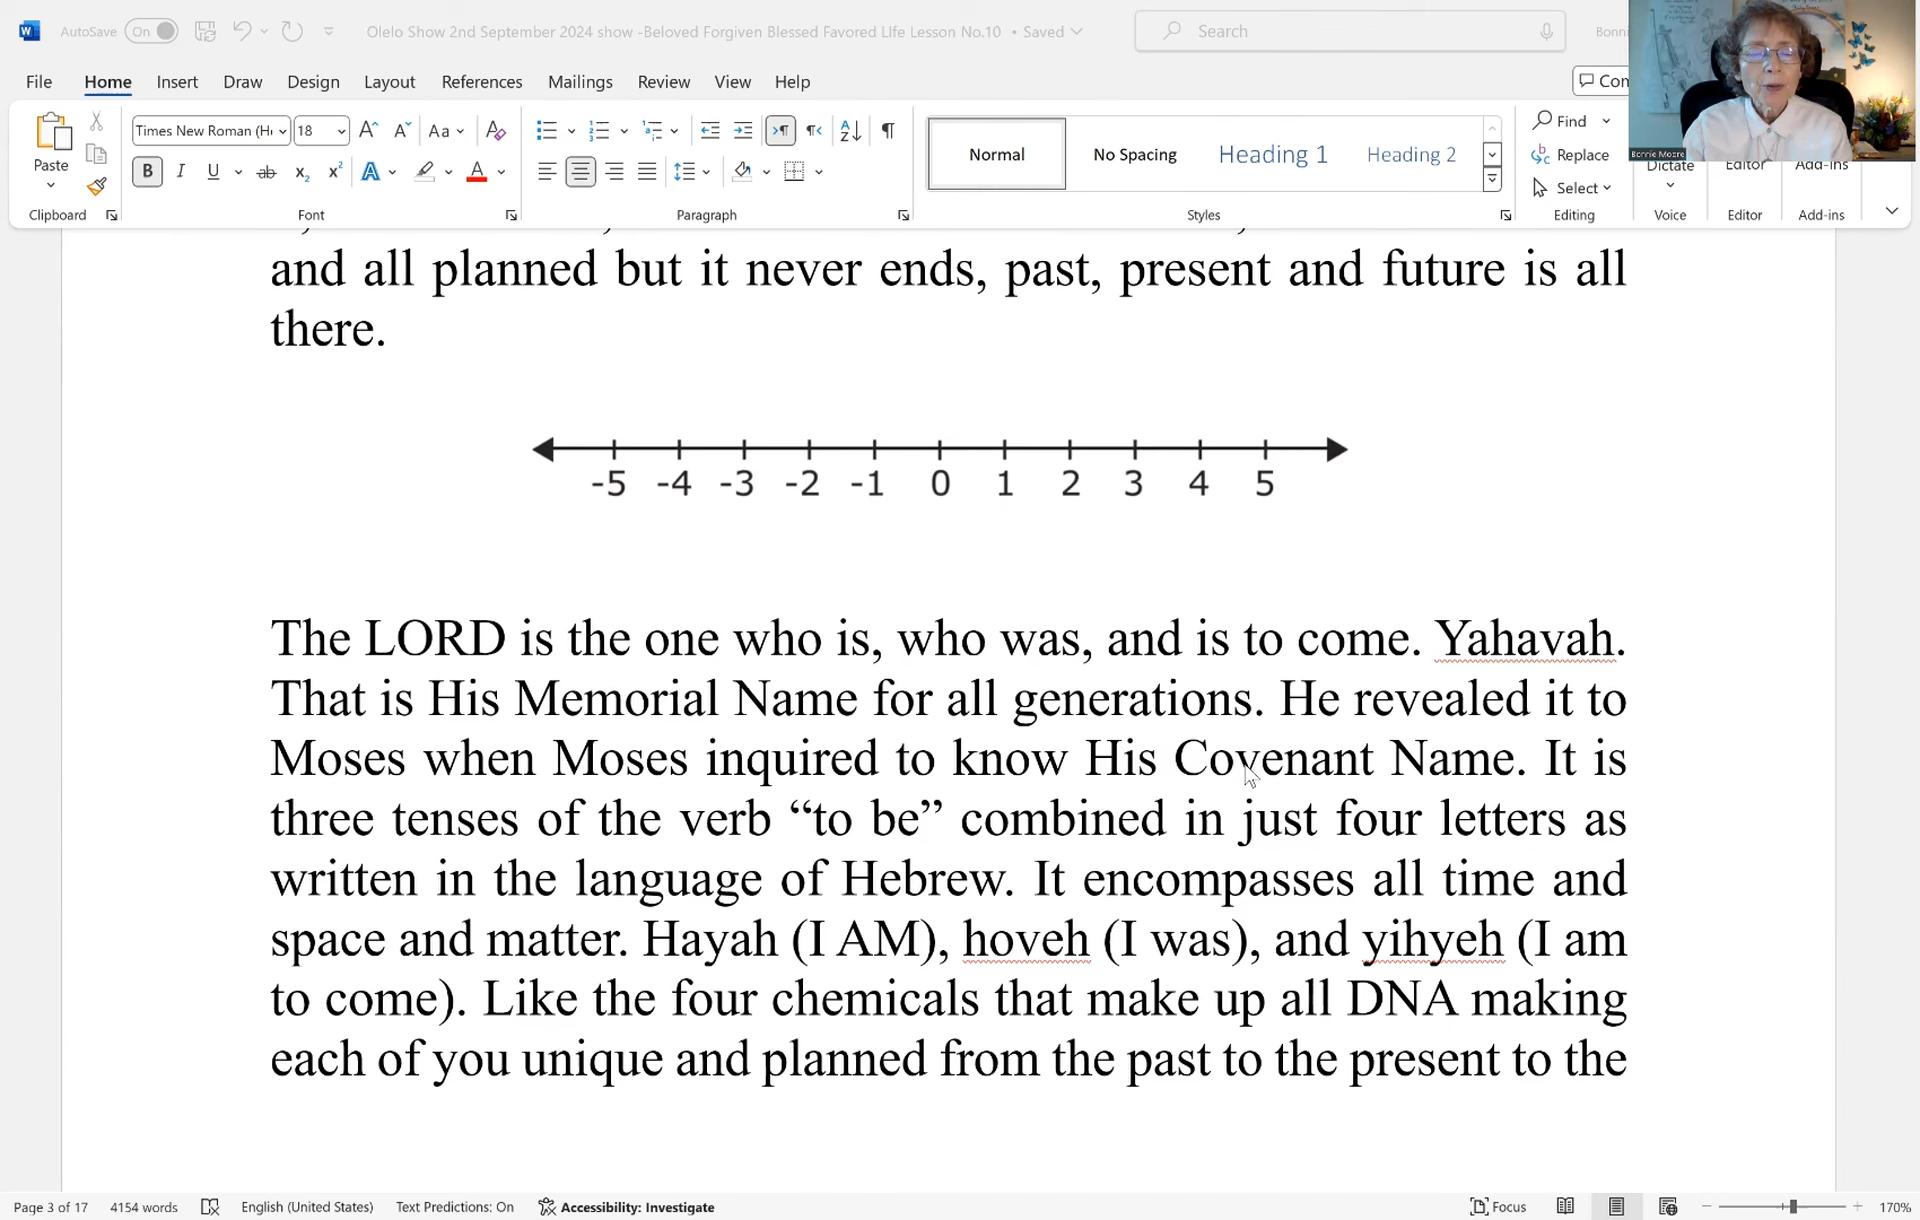 AutoSave On Olelo Show 2nd September 2024 show -Beloved Forgiven Blessed Favored LIfe Lesson No.10 • Saved Search Bonni
File Home Insert Draw Design Layout References Mailings Review View Help Com
Paste Times New Roman (He 18 Aa Normal No Spacing Heading 1 Heading 2 Find Replace Select Dictate Editor Add-ins
Bonnie Moore
Clipboard Font Paragraph Styles Editing Voice Editor Add-ins
and all planned but it never ends, past, present and future is all
there.
-5 -4 -3 -2 -1 0 1 2 3 4 5
The LORD is the one who is, who was, and is to come. Yahavah.
That is His Memorial Name for all generations. He revealed it to
Moses when Moses inquired to know His Covenant Name. It is
three tenses of the verb “to be” combined in just four letters as
written in the language of Hebrew. It encompasses all time and
space and matter. Hayah (I AM), hoveh (I was), and yihyeh (I am
to come). Like the four chemicals that make up all DNA making
each of you unique and planned from the past to the present to the
Page 3 of 17 4154 words English (United States) Text Predictions: On Accessibility: Investigate Focus 170%